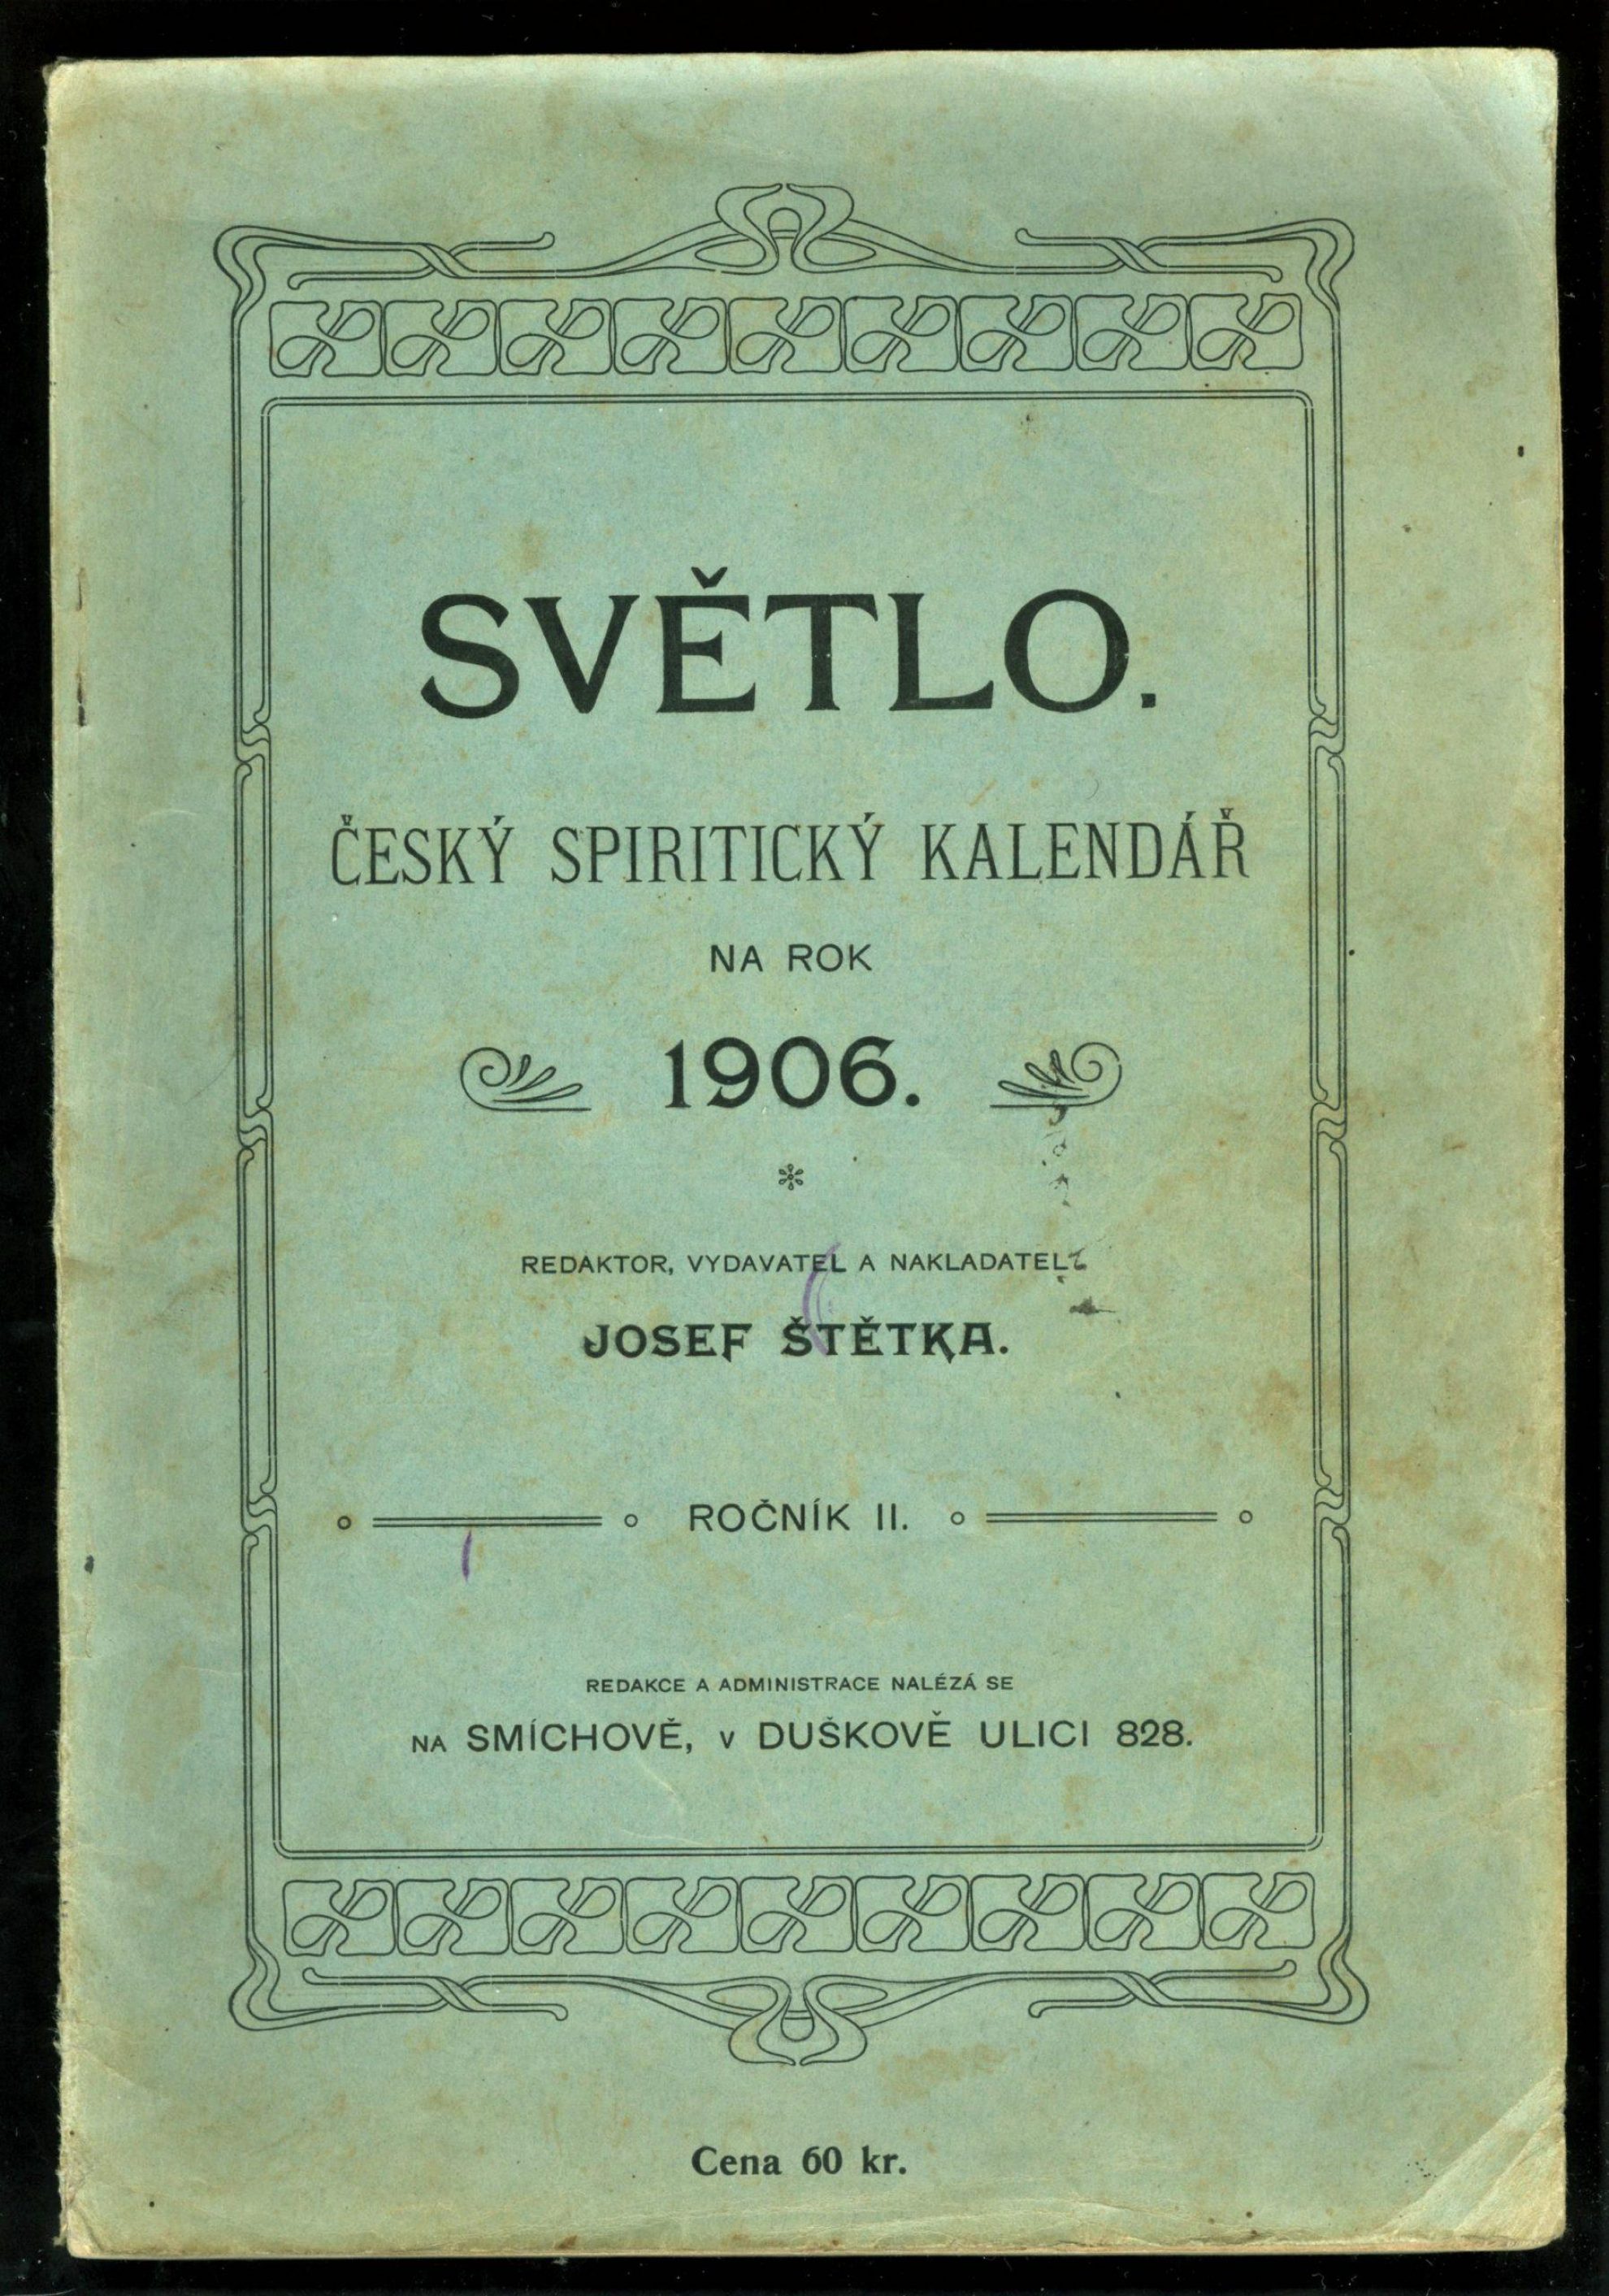 SVĚTLO.
ČESKÝ SPIRITICKÝ KALENDÁŘ
NA ROK
1906.
REDAKTOR, VYDAVATEL A NAKLADATEL
JOSEF ŠTĚTKA.
ROČNÍK II.
REDAKCE A ADMINISTRACE NALÉZÁ SE
NA SMÍCHOVĚ, V DUŠKOVĚ ULICI 828.
Cena 60 kr.